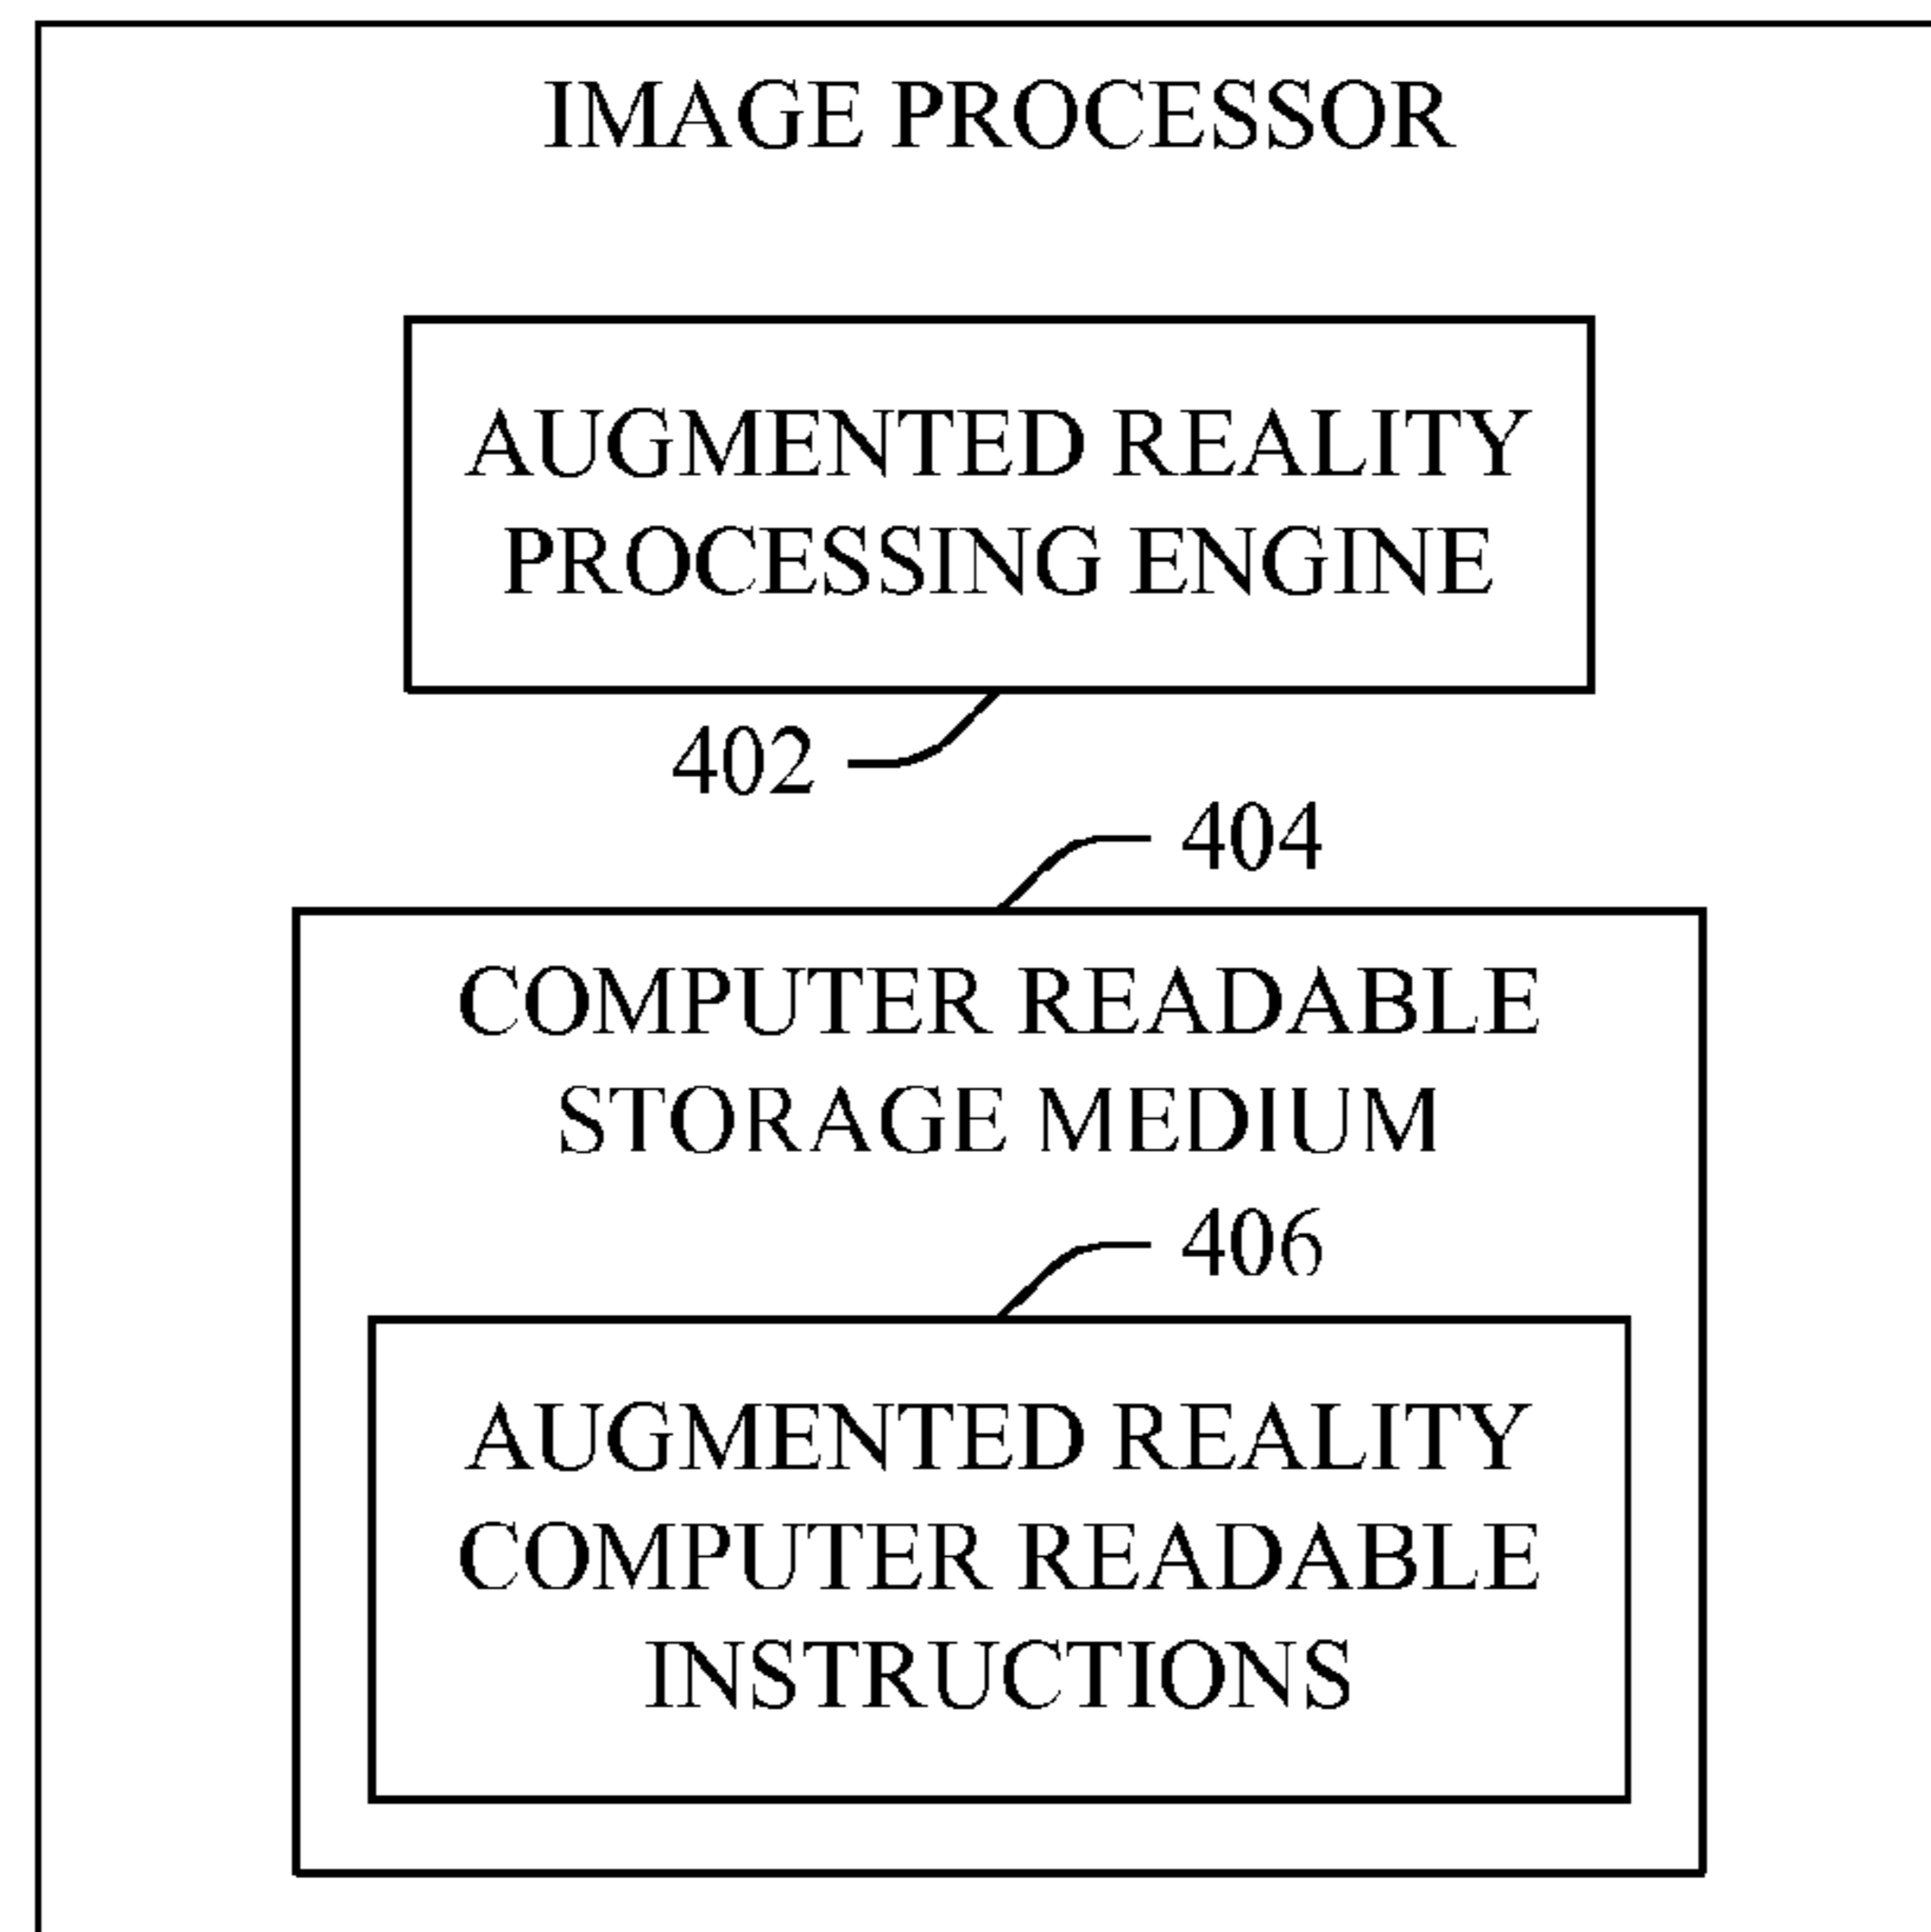 IMAGE PROCESSOR
AUGMENTED REALITY
PROCESSING ENGINE
402
404
COMPUTER READABLE
STORAGE MEDIUM
406
AUGMENTED REALITY
COMPUTER READABLE
INSTRUCTIONS